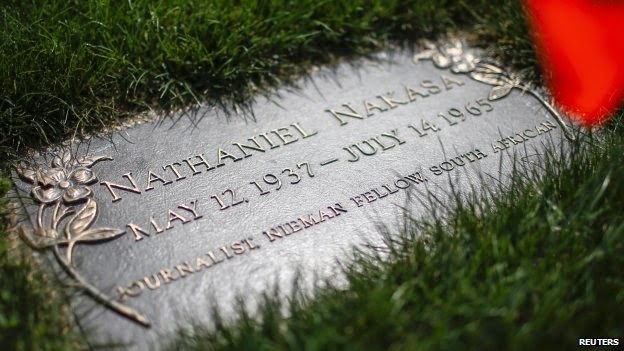 NATHANIEL NAKASA
MAY 12, 1937 – JULY 14, 1965
JOURNALIST, NIEMAN FELLOW, SOUTH AFRICAN
REUTERS